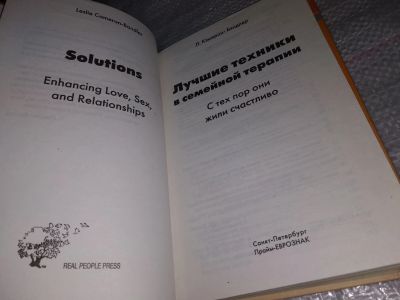 Leslie Cameron-Bandler
Solutions
Enhancing Love, Sex,
and Relationships
REAL PEOPLE PRESS
Л. Кэмерон-Бэндлер
Лучшие техники
в семейной терапии
С тех пор они
жили счастливо
Санкт-Петербург
Прайм-ЕВРОЗНАК